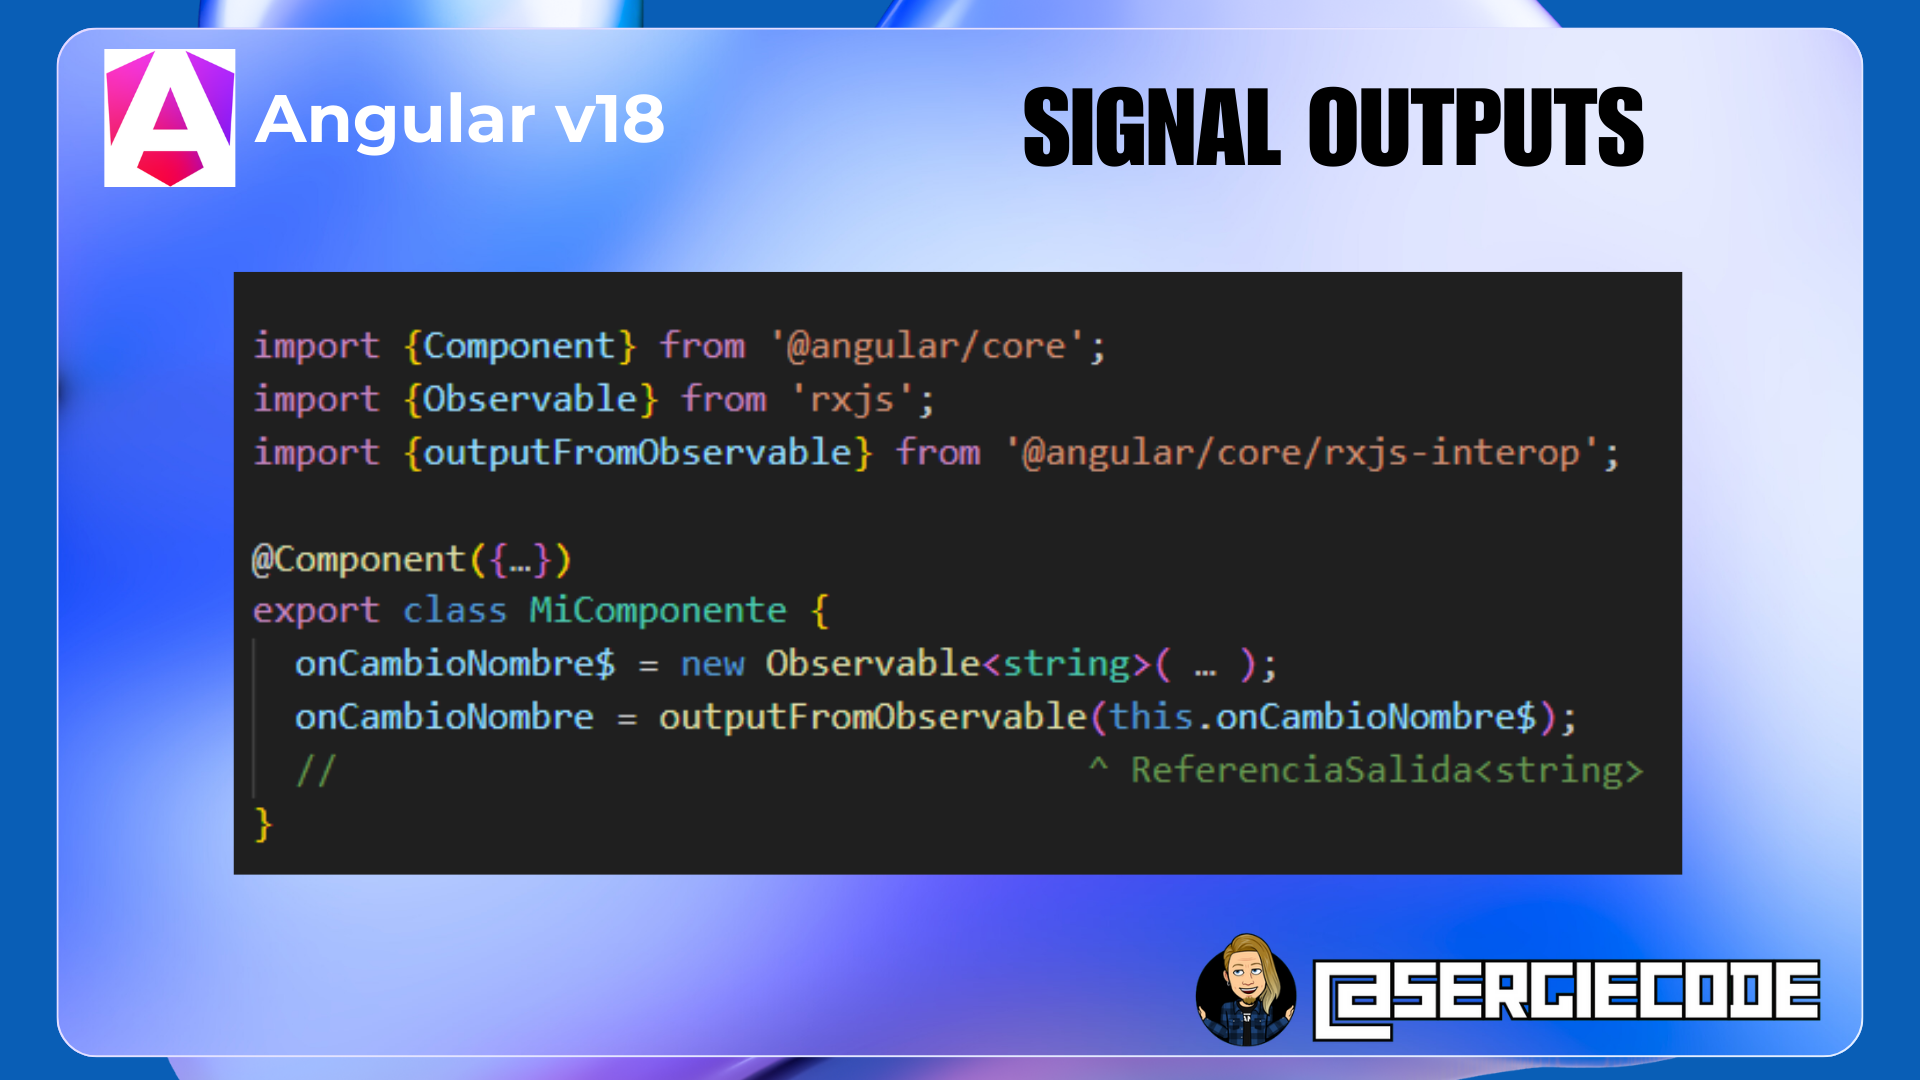 Angular v18
SIGNAL OUTPUTS
import {Component} from '@angular/core';
import {Observable} from 'rxjs';
import {outputFromObservable} from '@angular/core/rxjs-interop';
@Component({…})
export class MiComponente {
onCambioNombre$ = new Observable<string>( … );
onCambioNombre = outputFromObservable(this.onCambioNombre$);
// ^ ReferenciaSalida<string>
}
@SERGIECODE